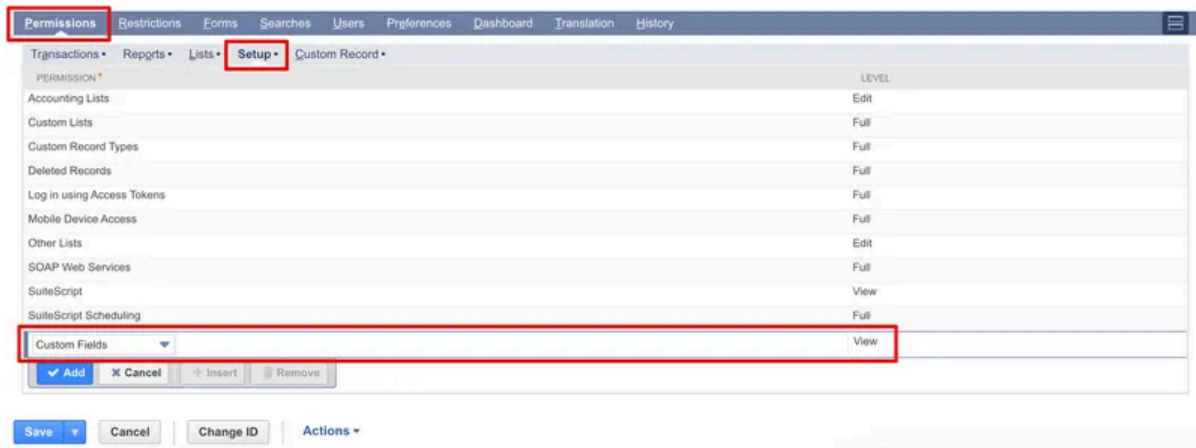 Permissions Restrictions Forms Searches Users Preferences Dashboard Translation History
Transactions • Reports • Lists • Setup • Custom Record •
PERMISSION * LEVEL
Accounting Lists Edit
Custom Lists Full
Custom Record Types Full
Deleted Records Full
Log in using Access Tokens Full
Mobile Device Access Full
Other Lists Edit
SOAP Web Services Full
SuiteScript View
SuiteScript Scheduling Full
Custom Fields View
Add Cancel Insert Remove
Save Cancel Change ID Actions